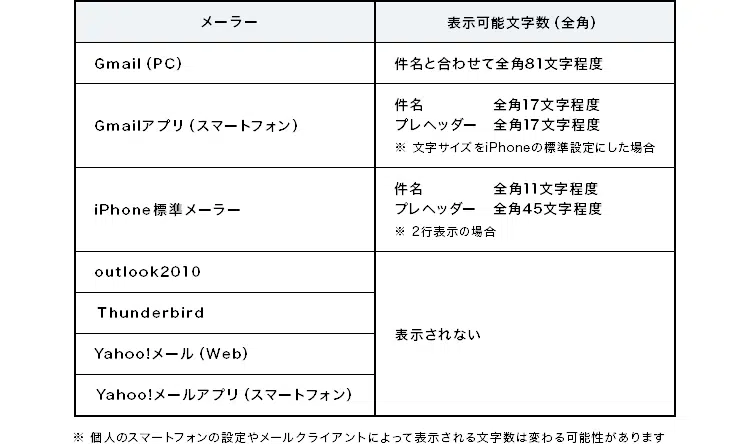 メーラー 表示可能文字数（全角）
Gmail（PC） 件名と合わせて全角81文字程度
Gmailアプリ（スマートフォン）
件名 全角17文字程度
プレヘッダー 全角17文字程度
※ 文字サイズをiPhoneの標準設定にした場合
iPhone標準メーラー
件名 全角11文字程度
プレヘッダー 全角45文字程度
※ 2行表示の場合
outlook2010
Thunderbird
Yahoo!メール（Web）
Yahoo!メールアプリ（スマートフォン）
表示されない
※ 個人のスマートフォンの設定やメールクライアントによって表示される文字数は変わる可能性があります